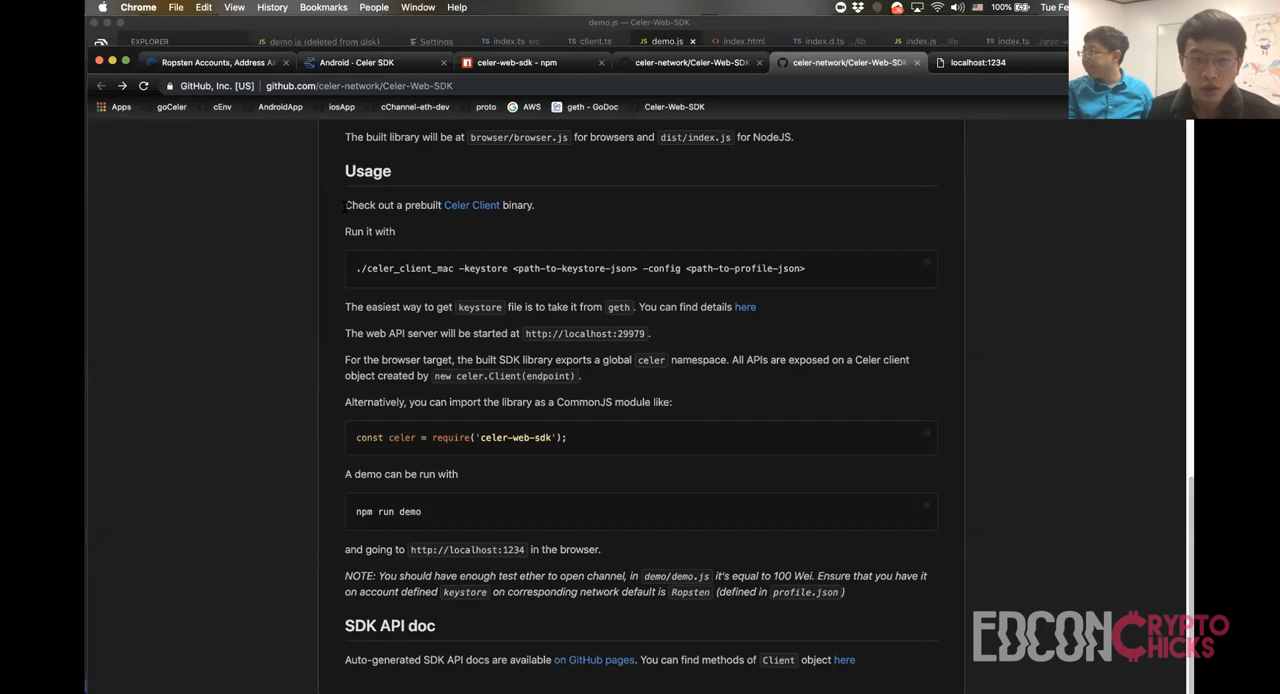 Chrome File Edit View History Bookmarks People Window Help 100% Tue Fe
demo.js — Celer-Web-SDK
EXPLORER demo.js (deleted from disk) Settings index.ts src client.ts demo.js index.html index.d.ts .../lib index.js .../lib
Ropsten Accounts, Address An Android · Celer SDK celer-web-sdk - npm celer-network/Celer-Web-SDK: celer-network/Celer-Web-SDK: localhost:1234
GitHub, Inc. [US] github.com/celer-network/Celer-Web-SDK
Apps goCeler cEnv AndroidApp iosApp cChannel-eth-dev proto AWS geth - GoDoc Celer-Web-SDK
The built library will be at browser/browser.js for browsers and dist/index.js for NodeJS.
Usage
Check out a prebuilt Celer Client binary.
Run it with
./celer_client_mac -keystore <path-to-keystore-json> -config <path-to-profile-json>
The easiest way to get keystore file is to take it from geth. You can find details here
The web API server will be started at http://localhost:29979.
For the browser target, the built SDK library exports a global celer namespace. All APIs are exposed on a Celer client
object created by new celer.Client(endpoint).
Alternatively, you can import the library as a CommonJS module like:
const celer = require('celer-web-sdk');
A demo can be run with
npm run demo
and going to http://localhost:1234 in the browser.
NOTE: You should have enough test ether to open channel, in demo/demo.js it's equal to 100 Wei. Ensure that you have it
on account defined keystore on corresponding network default is Ropsten (defined in profile.json)
SDK API doc
Auto-generated SDK API docs are available on GitHub pages. You can find methods of Client object here
EDCON CRYPTO
CHICKS